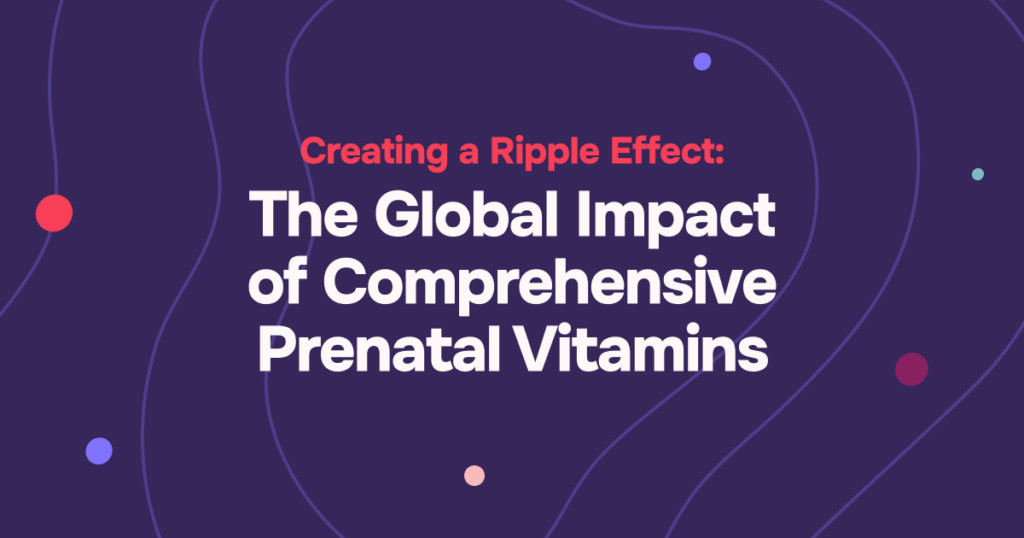 Creating a Ripple Effect:
The Global Impact
of Comprehensive
Prenatal Vitamins